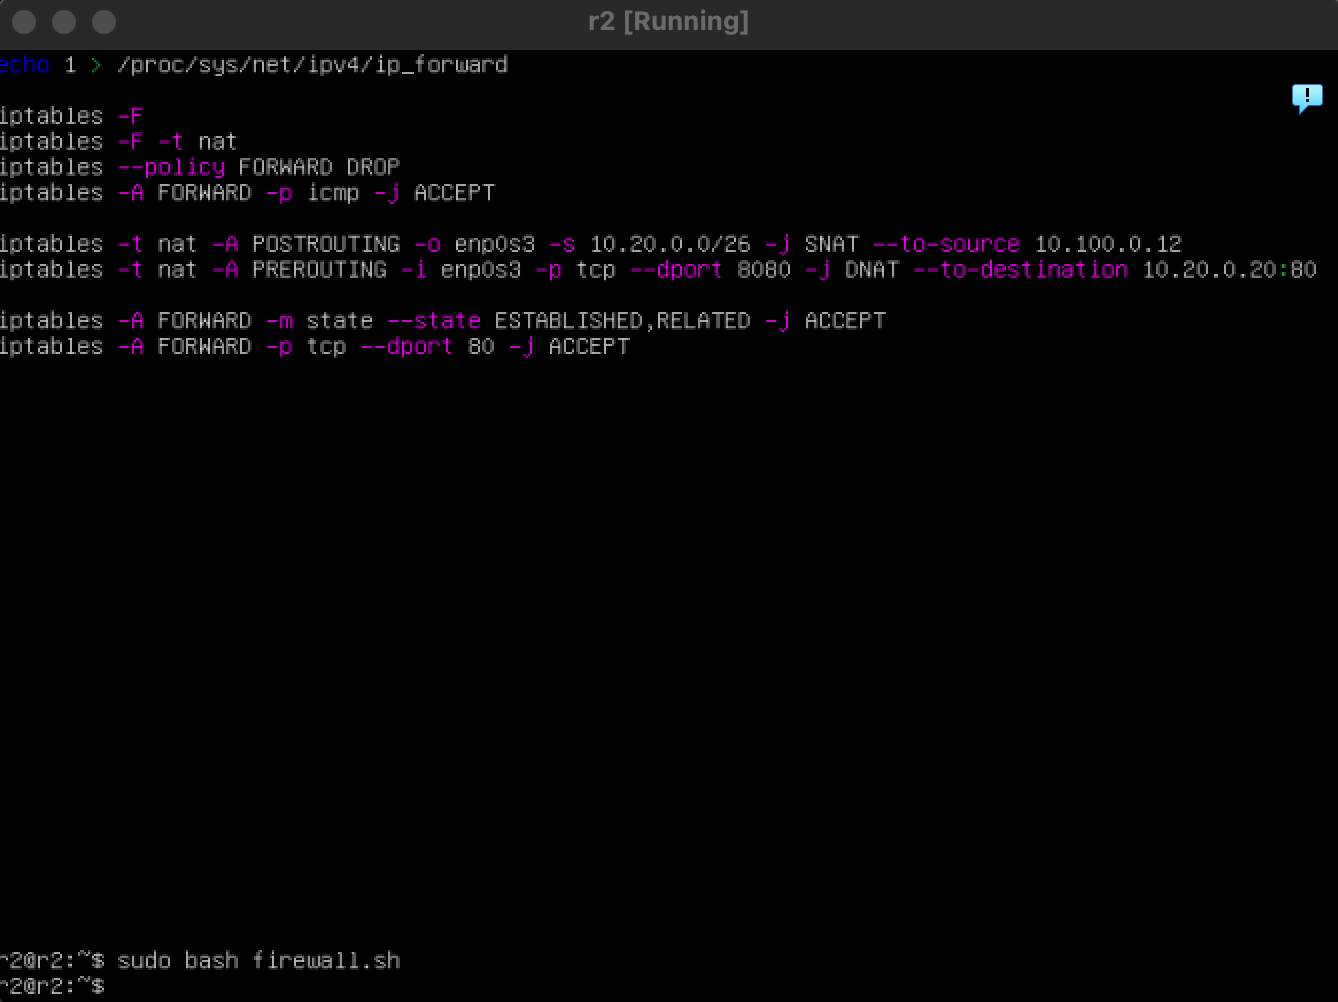 r2 [Running]
echo 1 > /proc/sys/net/ipv4/ip_forward
iptables -F
iptables -F -t nat
iptables --policy FORWARD DROP
iptables -A FORWARD -p icmp -j ACCEPT
iptables -t nat -A POSTROUTING -o enp0s3 -s 10.20.0.0/26 -j SNAT --to-source 10.100.0.12
iptables -t nat -A PREROUTING -i enp0s3 -p tcp --dport 8080 -j DNAT --to-destination 10.20.0.20:80
iptables -A FORWARD -m state --state ESTABLISHED,RELATED -j ACCEPT
iptables -A FORWARD -p tcp --dport 80 -j ACCEPT
r2@r2:~$ sudo bash firewall.sh
r2@r2:~$